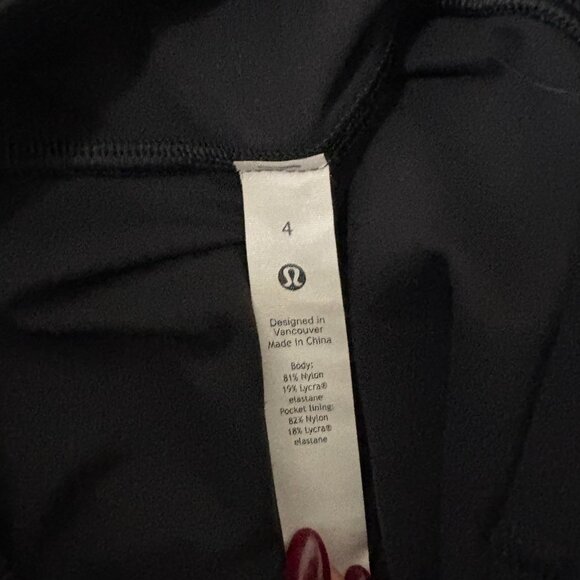 4
Designed in
Vancouver
Made In China
Body:
81% Nylon
19% Lycra®
elastane
Pocket lining:
82% Nylon
18% Lycra®
elastane